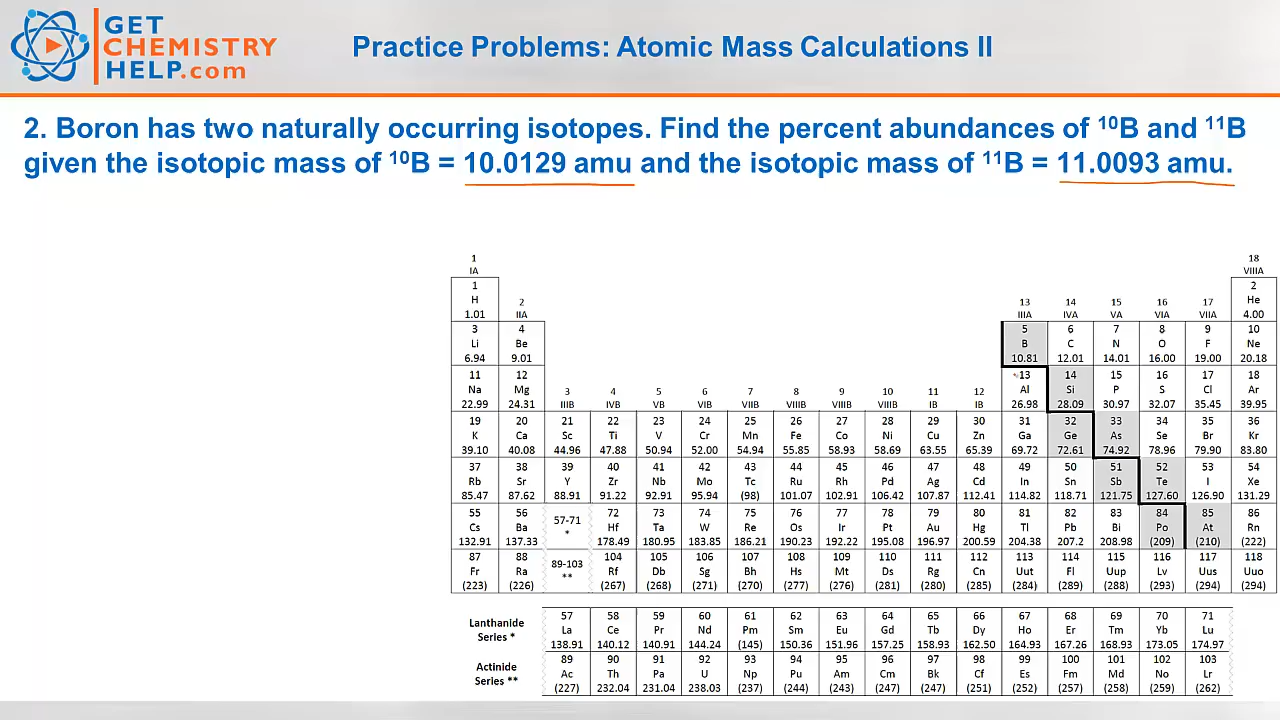 GET
CHEMISTRY
HELP.com
Practice Problems: Atomic Mass Calculations II
2. Boron has two naturally occurring isotopes. Find the percent abundances of ¹⁰B and ¹¹B
given the isotopic mass of ¹⁰B = 10.0129 amu and the isotopic mass of ¹¹B = 11.0093 amu.
1 18
IA VIIIA
1 2
H 2 13 14 15 16 17 He
1.01 IIA IIIA IVA VA VIA VIIA 4.00
3 4 5 6 7 8 9 10
Li Be B C N O F Ne
6.94 9.01 10.81 12.01 14.01 16.00 19.00 20.18
11 12 13 14 15 16 17 18
Na Mg 3 4 5 6 7 8 9 10 11 12 Al Si P S Cl Ar
22.99 24.31 IIIB IVB VB VIB VIIB VIIIB VIIIB VIIIB IB IIB 26.98 28.09 30.97 32.07 35.45 39.95
19 20 21 22 23 24 25 26 27 28 29 30 31 32 33 34 35 36
K Ca Sc Ti V Cr Mn Fe Co Ni Cu Zn Ga Ge As Se Br Kr
39.10 40.08 44.96 47.88 50.94 52.00 54.94 55.85 58.93 58.69 63.55 65.39 69.72 72.61 74.92 78.96 79.90 83.80
37 38 39 40 41 42 43 44 45 46 47 48 49 50 51 52 53 54
Rb Sr Y Zr Nb Mo Tc Ru Rh Pd Ag Cd In Sn Sb Te I Xe
85.47 87.62 88.91 91.22 92.91 95.94 (98) 101.07 102.91 106.42 107.87 112.41 114.82 118.71 121.75 127.60 126.90 131.29
55 56 57-71 72 73 74 75 76 77 78 79 80 81 82 83 84 85 86
Cs Ba * Hf Ta W Re Os Ir Pt Au Hg Tl Pb Bi Po At Rn
132.91 137.33 178.49 180.95 183.85 186.21 190.23 192.22 195.08 196.97 200.59 204.38 207.2 208.98 (209) (210) (222)
87 88 89-103 104 105 106 107 108 109 110 111 112 113 114 115 116 117 118
Fr Ra ** Rf Db Sg Bh Hs Mt Ds Rg Cn Uut Fl Uup Lv Uus Uuo
(223) (226) (267) (268) (271) (270) (277) (276) (281) (280) (285) (284) (289) (288) (293) (294) (294)
57 58 59 60 61 62 63 64 65 66 67 68 69 70 71
Lanthanide La Ce Pr Nd Pm Sm Eu Gd Tb Dy Ho Er Tm Yb Lu
Series * 138.91 140.12 140.91 144.24 (145) 150.36 151.96 157.25 158.93 162.50 164.93 167.26 168.93 173.05 174.97
89 90 91 92 93 94 95 96 97 98 99 100 101 102 103
Actinide Ac Th Pa U Np Pu Am Cm Bk Cf Es Fm Md No Lr
Series ** (227) 232.04 231.04 238.03 (237) (244) (243) (247) (247) (251) (252) (257) (258) (259) (262)